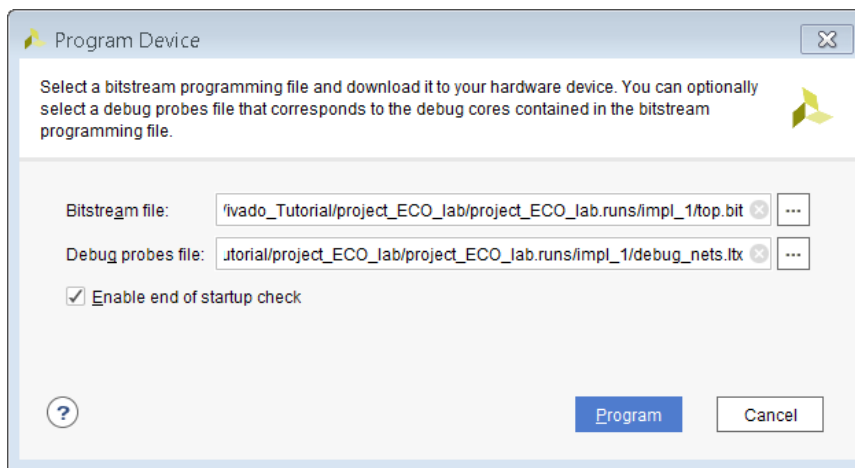 Program Device
Select a bitstream programming file and download it to your hardware device. You can optionally
select a debug probes file that corresponds to the debug cores contained in the bitstream
programming file.
Bitstream file: ivado_Tutorial/project_ECO_lab/project_ECO_lab.runs/impl_1/top.bit ...
Debug probes file: utorial/project_ECO_lab/project_ECO_lab.runs/impl_1/debug_nets.ltx ...
Enable end of startup check
? Program Cancel